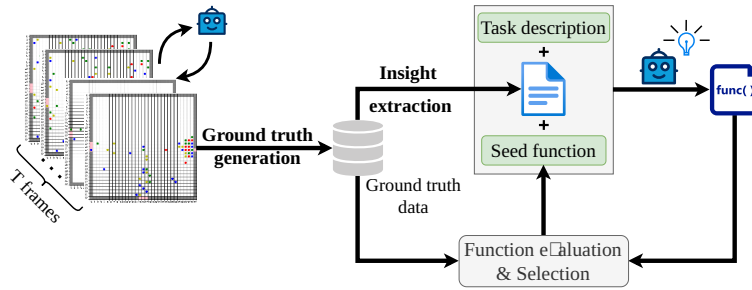 Task description
+
Insight
extraction
func( )
+
Ground truth
generation
Seed function
T frames
...
Ground truth
data
Function e□aluation
& Selection